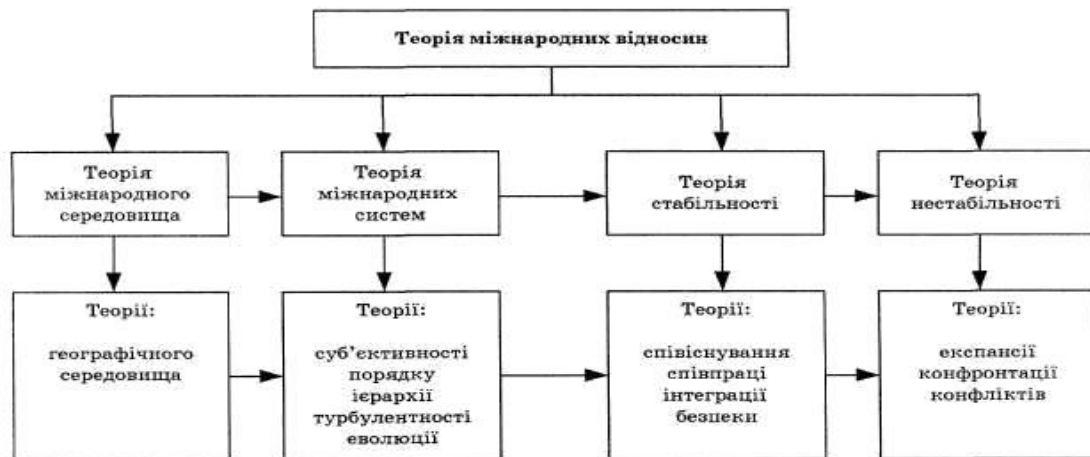 Теорія міжнародних відносин
Теорія
міжнародного
середовища
Теорія
міжнародних
систем
Теорія
стабільності
Теорія
нестабільності
Теорії:
географічного
середовища
Теорії:
суб’єктивності
порядку
ієрархії
турбулентності
еволюції
Теорії:
співіснування
співпраці
інтеграції
безпеки
Теорії:
експансії
конфронтації
конфліктів